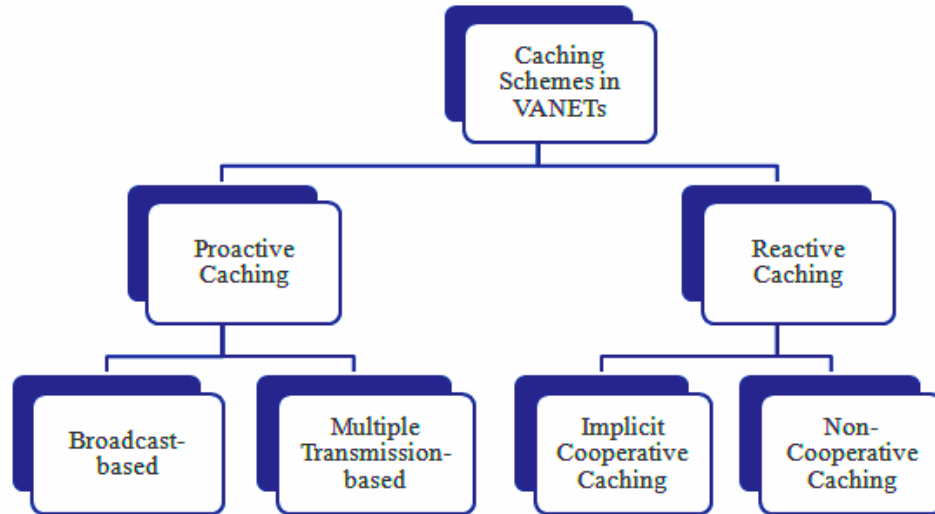 Caching
Schemes in
VANETs
Proactive
Caching
Reactive
Caching
Broadcast-
based
Multiple
Transmission-
based
Implicit
Cooperative
Caching
Non-
Cooperative
Caching